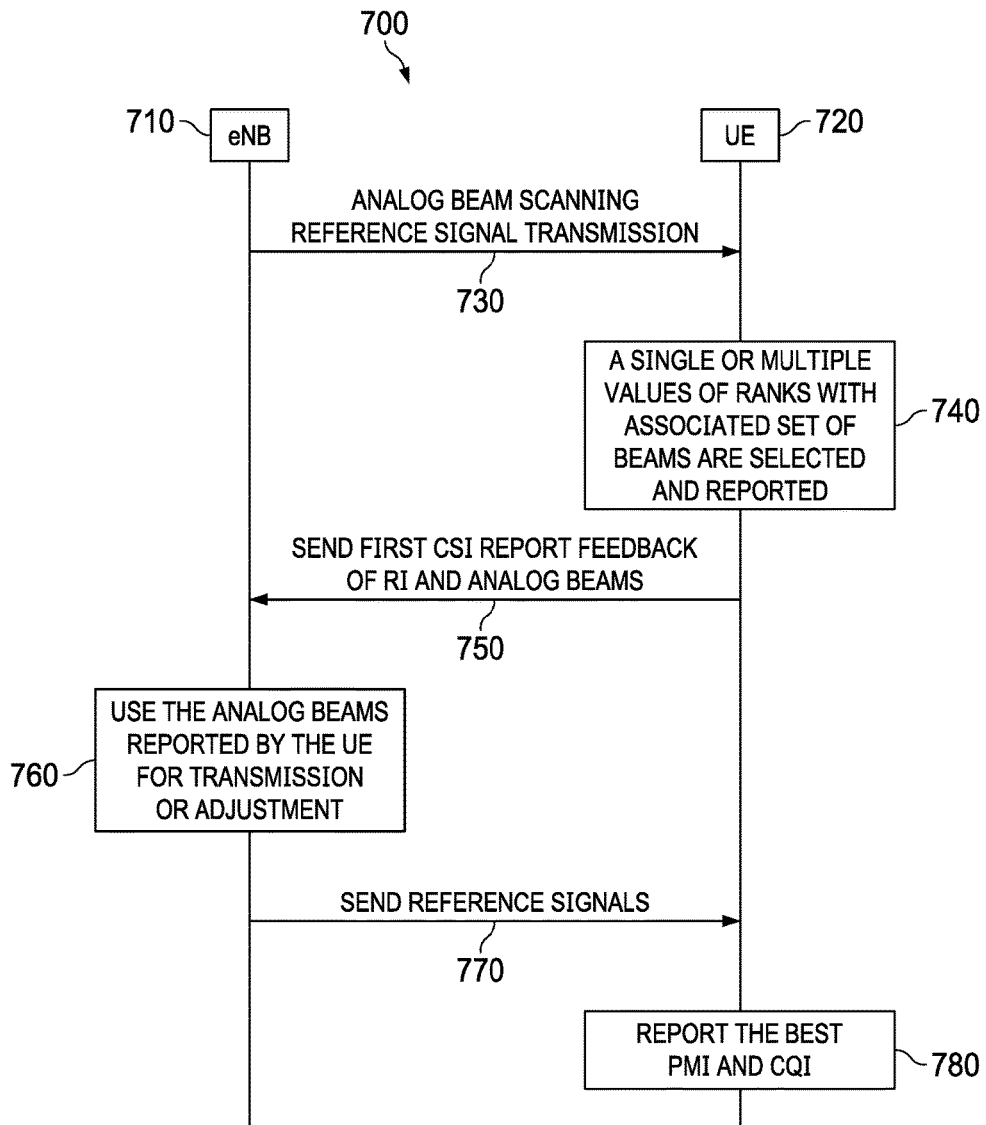 700
710
eNB
UE
720
ANALOG BEAM SCANNING
REFERENCE SIGNAL TRANSMISSION
730
A SINGLE OR MULTIPLE
VALUES OF RANKS WITH
ASSOCIATED SET OF
BEAMS ARE SELECTED
AND REPORTED
740
SEND FIRST CSI REPORT FEEDBACK
OF RI AND ANALOG BEAMS
750
USE THE ANALOG BEAMS
REPORTED BY THE UE
FOR TRANSMISSION
OR ADJUSTMENT
760
SEND REFERENCE SIGNALS
770
REPORT THE BEST
PMI AND CQI
780